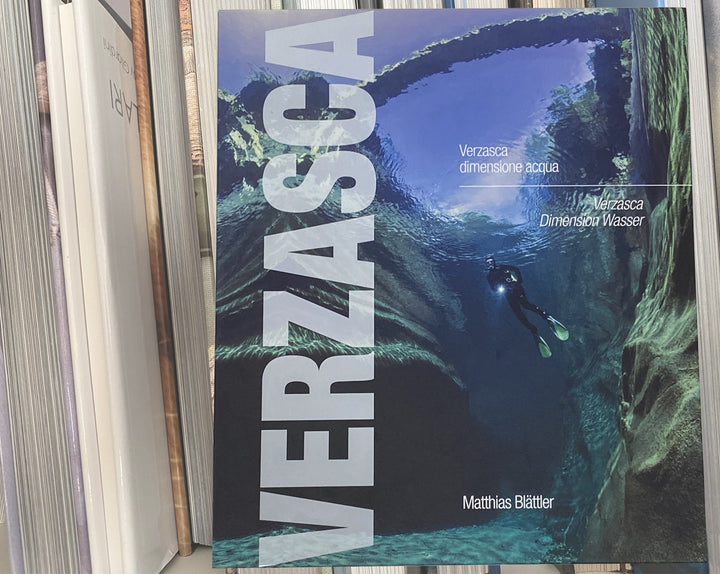 VERZASCA
Verzasca
dimensione acqua
Verzasca
Dimension Wasser
Matthias Blättler